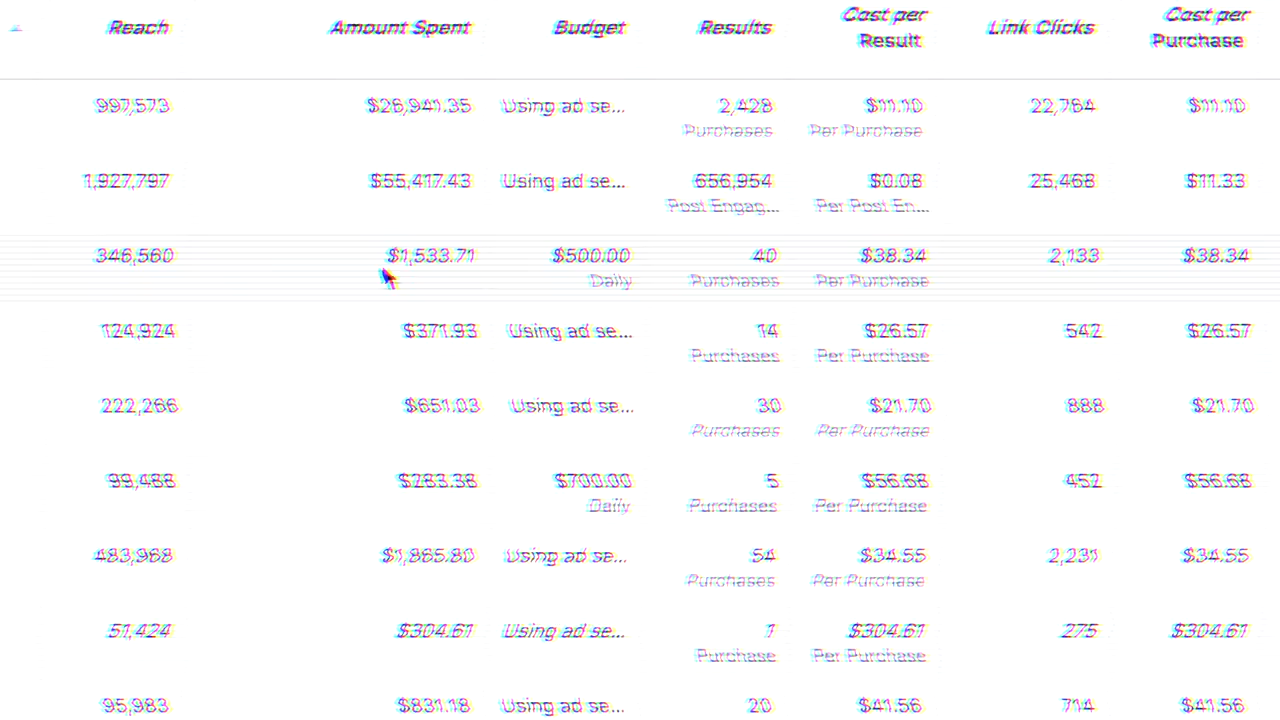 Reach Amount Spent Budget Results Cost per Result Link Clicks Cost per Purchase
997,573 $26,941.35 Using ad se... 2,428 $11.10 22,764 $11.10
Purchases Per Purchase
1,927,797 $55,417.43 Using ad se... 656,954 $0.08 25,468 $11.33
Post Engag... Per Post En...
346,560 $1,533.71 $500.00 40 $38.34 2,133 $38.34
Daily Purchases Per Purchase
124,924 $371.93 Using ad se... 14 $26.57 542 $26.57
Purchases Per Purchase
222,266 $651.03 Using ad se... 30 $21.70 888 $21.70
Purchases Per Purchase
99,488 $283.38 $700.00 5 $56.68 452 $56.68
Daily Purchases Per Purchase
483,968 $1,865.80 Using ad se... 54 $34.55 2,231 $34.55
Purchases Per Purchase
51,424 $304.61 Using ad se... 1 $304.61 275 $304.61
Purchase Per Purchase
95,983 $831.18 Using ad se... 20 $41.56 714 $41.56